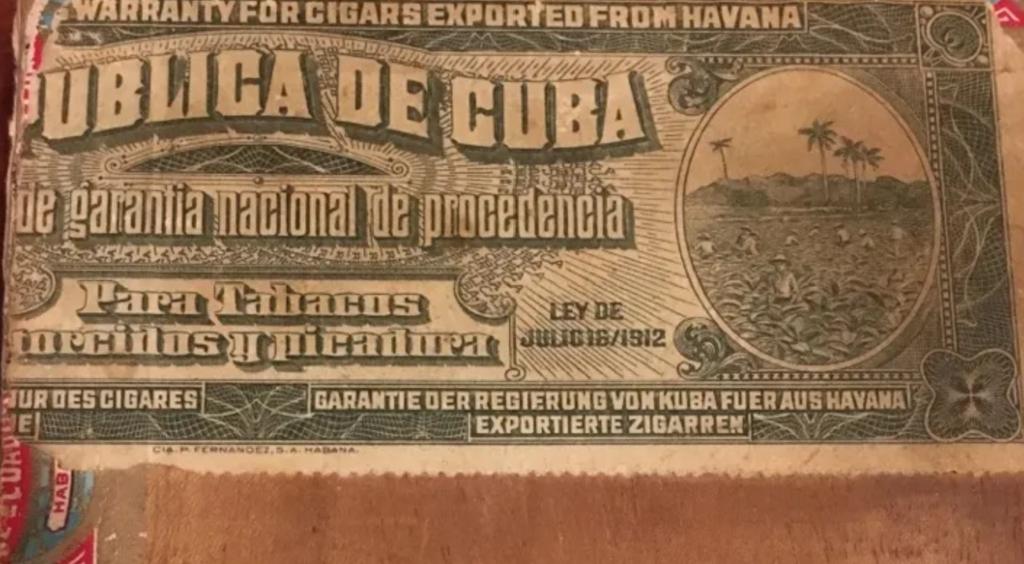 WARRANTY FOR CIGARS EXPORTED FROM HAVANA
UBLICA DE CUBA
de garantia nacional de procedencia
Para Tabacos
torcidos y picadura
LEY DE
JULIO 16/1912
UR DES CIGARES
GARANTIE DER REGIERUNG VON KUBA FUER AUS HAVANA
E
EXPORTIERTE ZIGARREN
CIA. P. FERNANDEZ, S. A. HABANA.
HAB